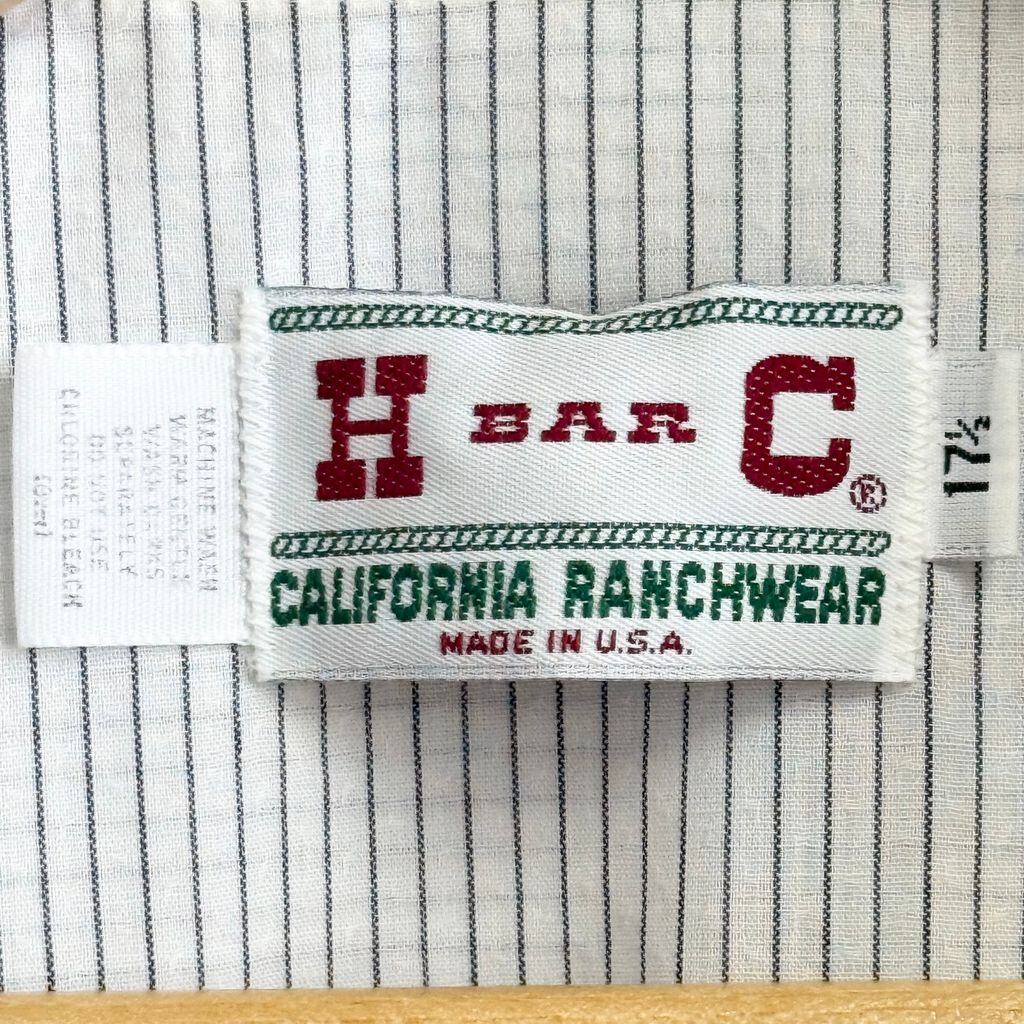 H BAR C®
CALIFORNIA RANCHWEAR
MADE IN U.S.A.
17½
MACHINE WASH
WARM GENTLE
WASH DARKS
SEPARATELY
DO NOT USE
CHLORINE BLEACH